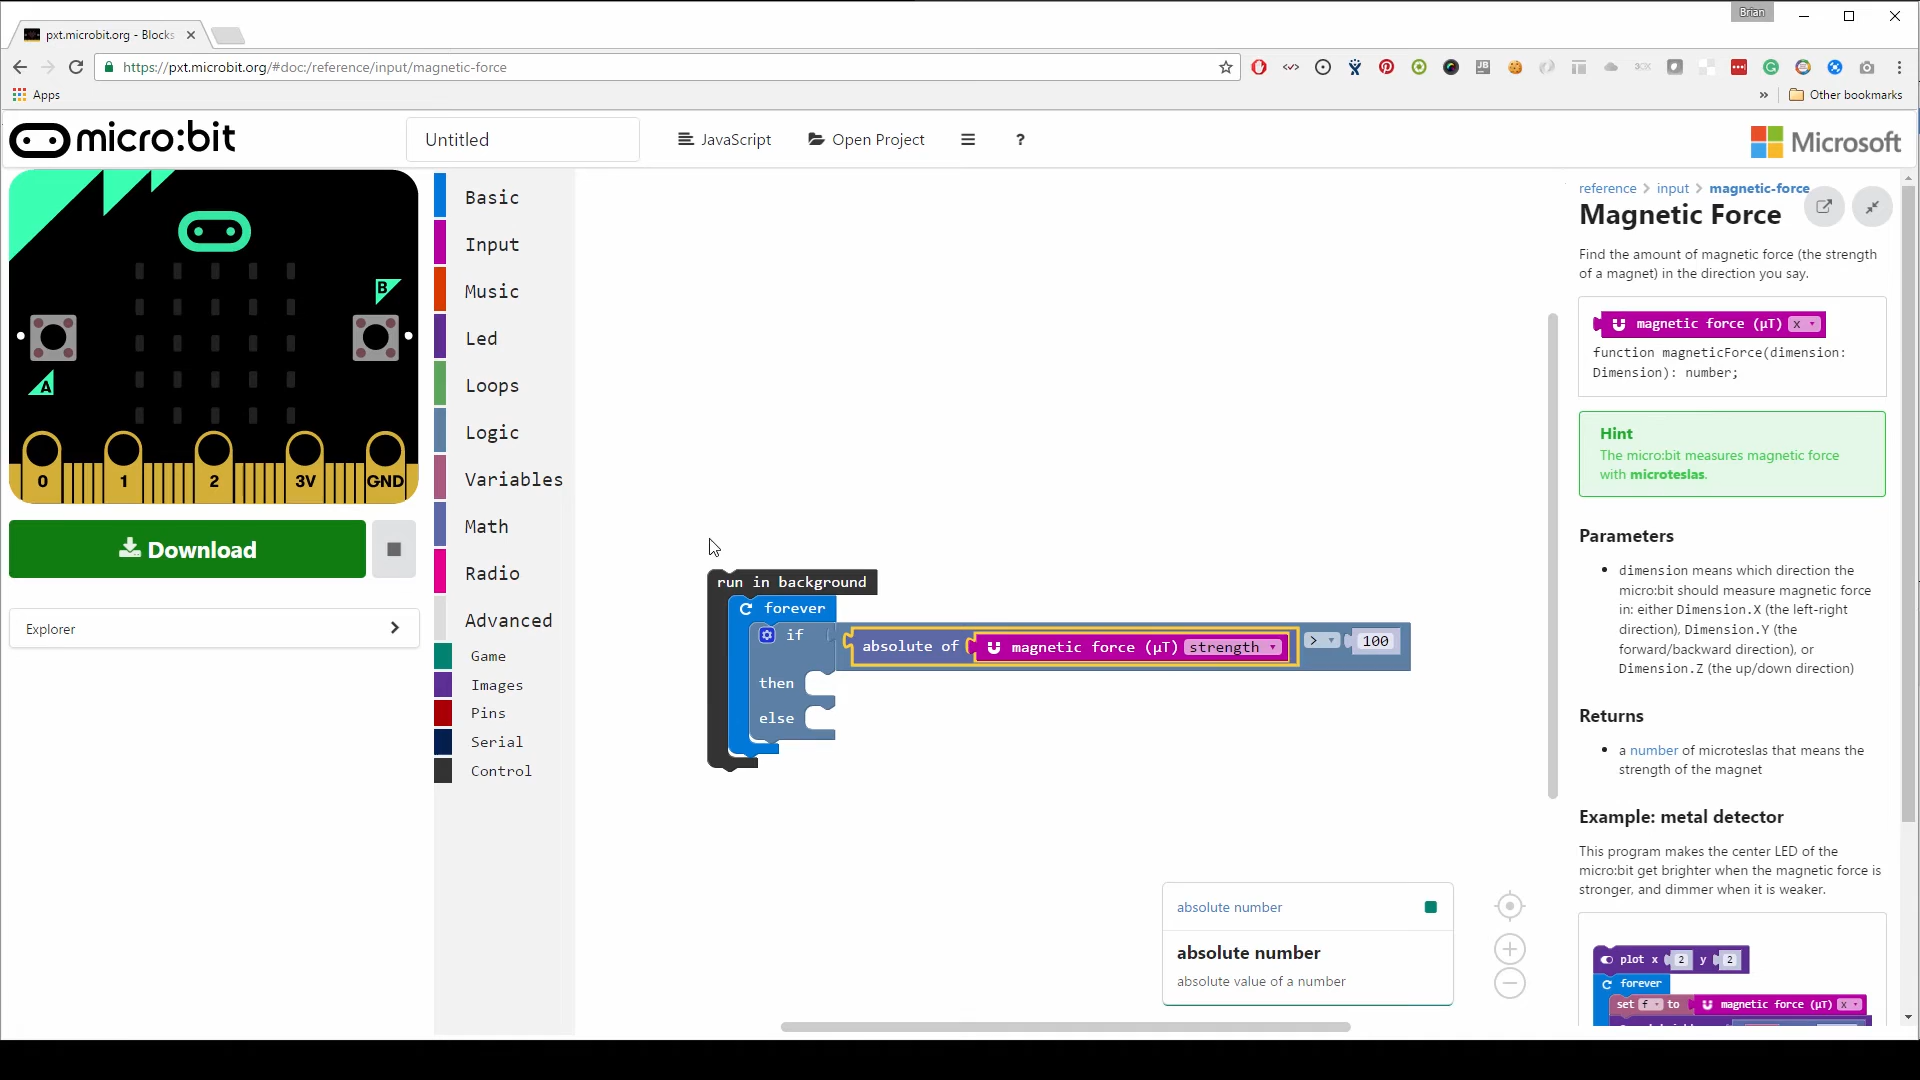 Brian
pxt.microbit.org - Blocks
https://pxt.microbit.org/#doc:/reference/input/magnetic-force
Apps
» Other bookmarks
micro:bit
Untitled
JavaScript
Open Project
?
Microsoft
B
A
0 1 2 3V GND
Download
Explorer
Basic
Input
Music
Led
Loops
Logic
Variables
Math
Radio
Advanced
Game
Images
Pins
Serial
Control
run in background
forever
if absolute of magnetic force (µT) strength > 100
then
else
absolute number
absolute number
absolute value of a number
reference > input > magnetic-force
Magnetic Force
Find the amount of magnetic force (the strength
of a magnet) in the direction you say.
magnetic force (µT) x
function magneticForce(dimension:
Dimension): number;
Hint
The micro:bit measures magnetic force
with microteslas.
Parameters
• dimension means which direction the
micro:bit should measure magnetic force
in: either Dimension.X (the left-right
direction), Dimension.Y (the
forward/backward direction), or
Dimension.Z (the up/down direction)
Returns
• a number of microteslas that means the
strength of the magnet
Example: metal detector
This program makes the center LED of the
micro:bit get brighter when the magnetic force is
stronger, and dimmer when it is weaker.
plot x 2 y 2
forever
set f to magnetic force (µT) x